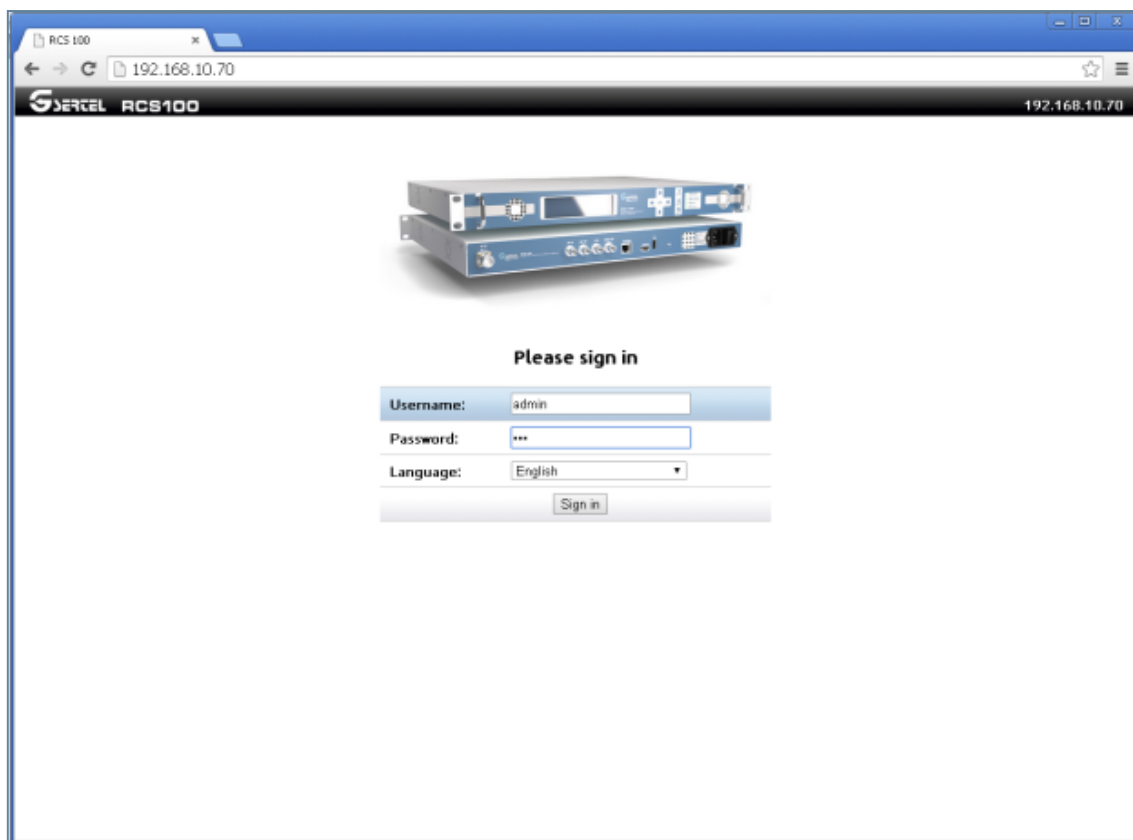 RCS 100
192.168.10.70
SERTEL RCS100
192.168.10.70
Please sign in
Username: admin
Password: •••
Language: English
Sign in